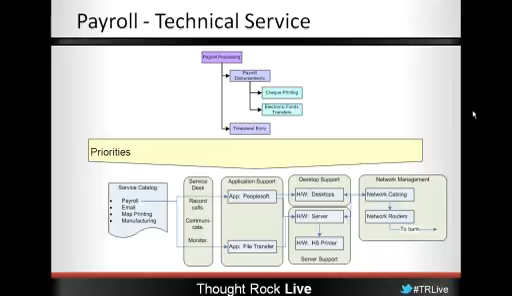 Payroll - Technical Service
Payroll Processing
Payroll
Disbursements
Cheque Printing
Electronic Funds
Transfers
Timesheet Entry
Priorities
Service Catalog
• Payroll
• Email
• Map Printing
• Manufacturing
Service
Desk
Record
calls.
Communi-
cate.
Monitor.
Application Support
App: Peoplesoft
App: File Transfer
Desktop Support
H/W: Desktops
H/W: Server
H/W: HS Printer
Server Support
Network Management
Network Cabling
Network Routers
To bank
Thought Rock Live
#TRLive